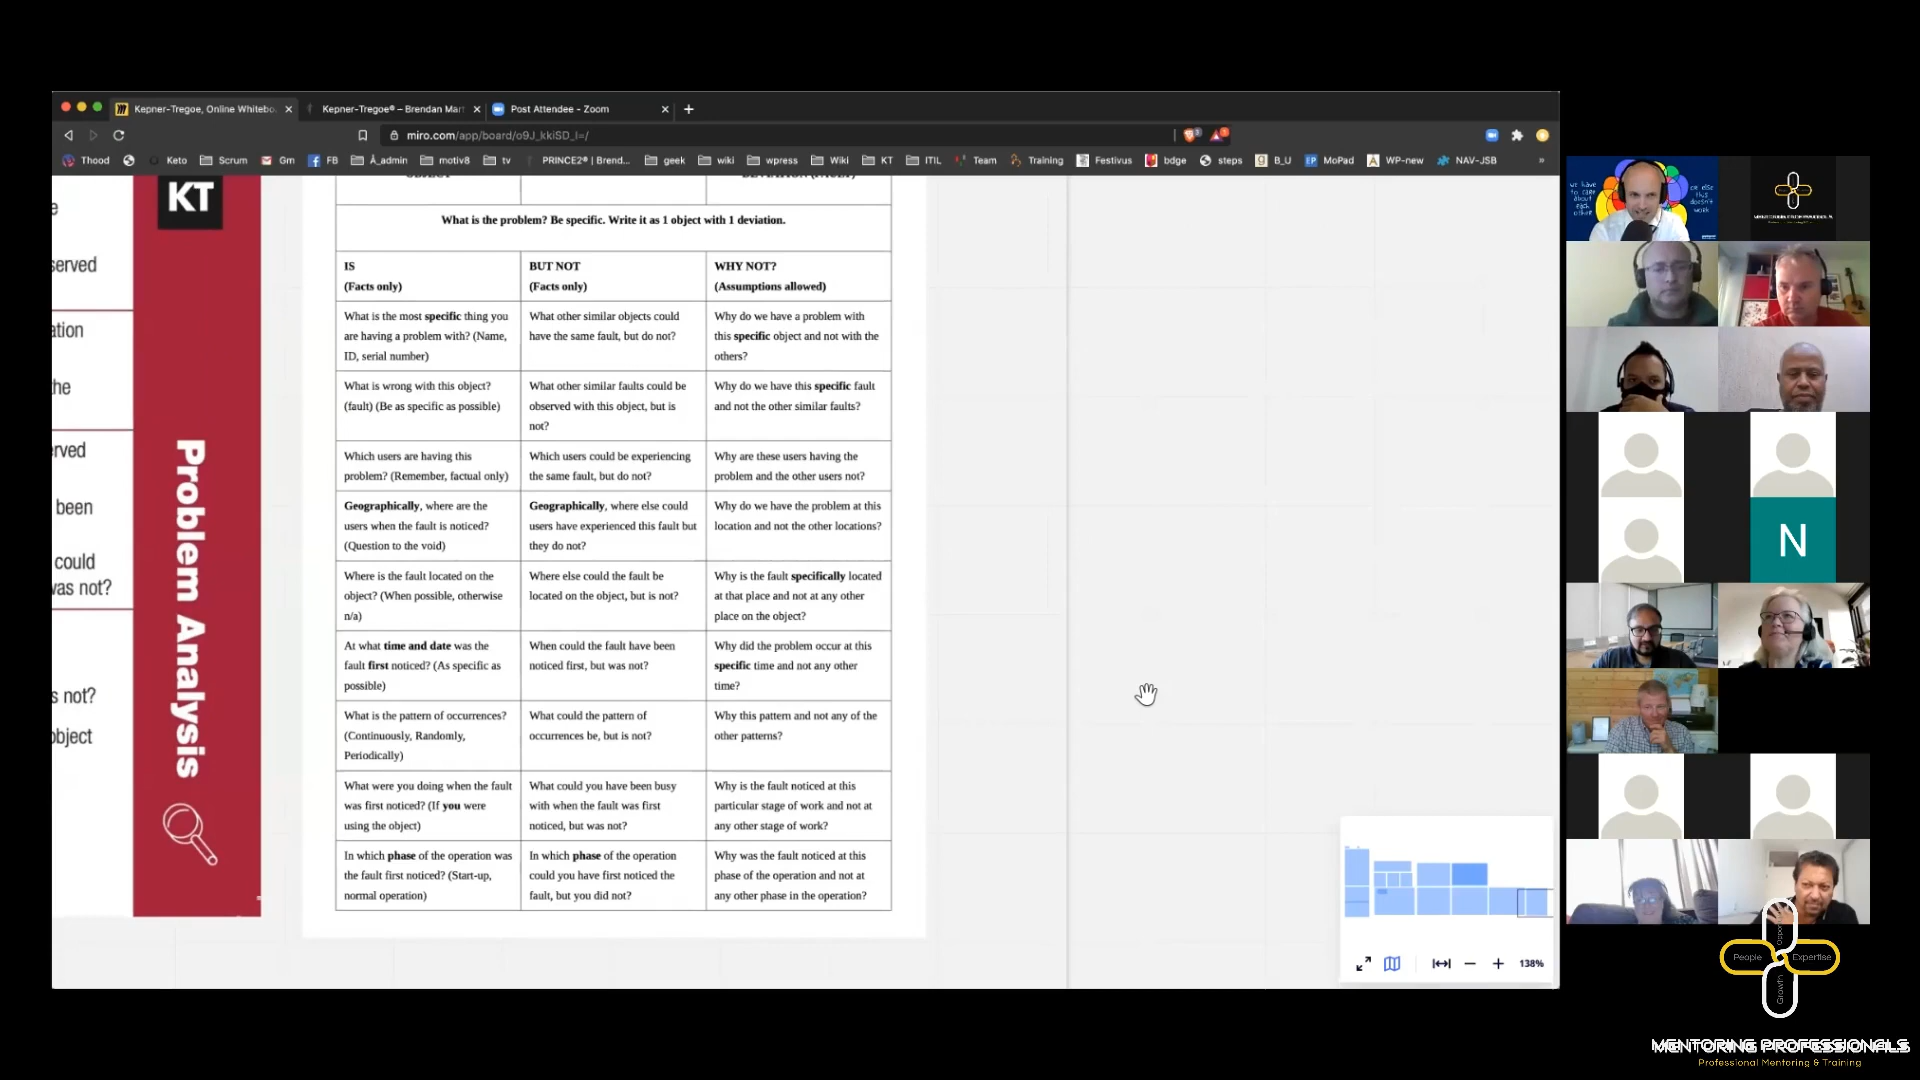 Kepner-Tregoe, Online Whitebo
Kepner-Tregoe® – Brendan Mar
Post Attendee - Zoom
miro.com/app/board/o9J_kkiSD_I=/
Thood
Keto
Scrum
Gm
FB
Å_admin
motiv8
tv
PRINCE2® | Brend...
geek
wiki
wpress
Wiki
KT
ITIL
Team
Training
Festivus
bdge
steps
B_U
MoPad
WP-new
NAV-JSB
»
KT
Problem Analysis
served
ation
he
rved
been
could
was not?
s not?
object
What is the problem? Be specific. Write it as 1 object with 1 deviation.
IS
(Facts only)
BUT NOT
(Facts only)
WHY NOT?
(Assumptions allowed)
What is the most specific thing you
are having a problem with? (Name,
ID, serial number)
What other similar objects could
have the same fault, but do not?
Why do we have a problem with
this specific object and not with the
others?
What is wrong with this object?
(fault) (Be as specific as possible)
What other similar faults could be
observed with this object, but is
not?
Why do we have this specific fault
and not the other similar faults?
Which users are having this
problem? (Remember, factual only)
Which users could be experiencing
the same fault, but do not?
Why are these users having the
problem and the other users not?
Geographically, where are the
users when the fault is noticed?
(Question to the void)
Geographically, where else could
users have experienced this fault but
they do not?
Why do we have the problem at this
location and not the other locations?
Where is the fault located on the
object? (When possible, otherwise
n/a)
Where else could the fault be
located on the object, but is not?
Why is the fault specifically located
at that place and not at any other
place on the object?
At what time and date was the
fault first noticed? (As specific as
possible)
When could the fault have been
noticed first, but was not?
Why did the problem occur at this
specific time and not any other
time?
What is the pattern of occurrences?
(Continuously, Randomly,
Periodically)
What could the pattern of
occurrences be, but is not?
Why this pattern and not any of the
other patterns?
What were you doing when the fault
was first noticed? (If you were
using the object)
What could you have been busy
with when the fault was first
noticed, but was not?
Why is the fault noticed at this
particular stage of work and not at
any other stage of work?
In which phase of the operation was
the fault first noticed? (Start-up,
normal operation)
In which phase of the operation
could you have first noticed the
fault, but you did not?
Why was the fault noticed at this
phase of the operation and not at
any other phase in the operation?
138%
we have
to care
about
each
other
or else
this
doesn't
work
N
People
Expertise
Growth
MENTORING PROFESSIONALS
Professional Mentoring & Training